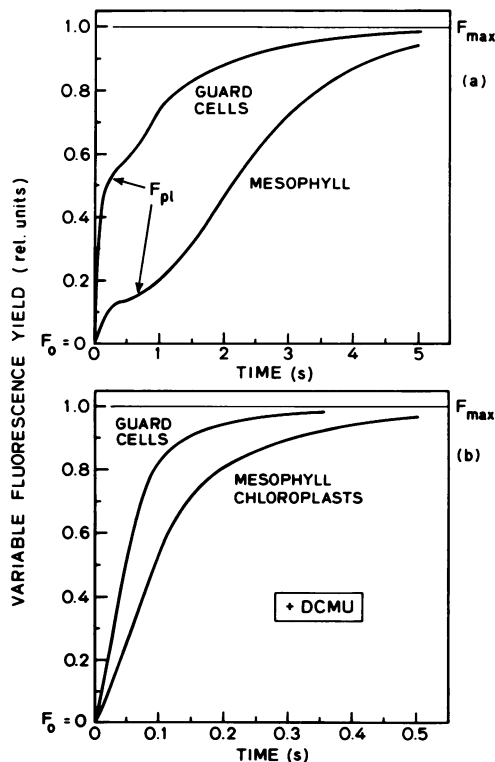 VARIABLE FLUORESCENCE YIELD (rel. units)
1.0
0.8
0.6
0.4
0.2
Fo = 0
Fmax
(a)
GUARD
CELLS
MESOPHYLL
Fpl
0 1 2 3 4 5
TIME (s)
1.0
0.8
0.6
0.4
0.2
Fo = 0
Fmax
(b)
GUARD
CELLS
MESOPHYLL
CHLOROPLASTS
+ DCMU
0 0.1 0.2 0.3 0.4 0.5
TIME (s)